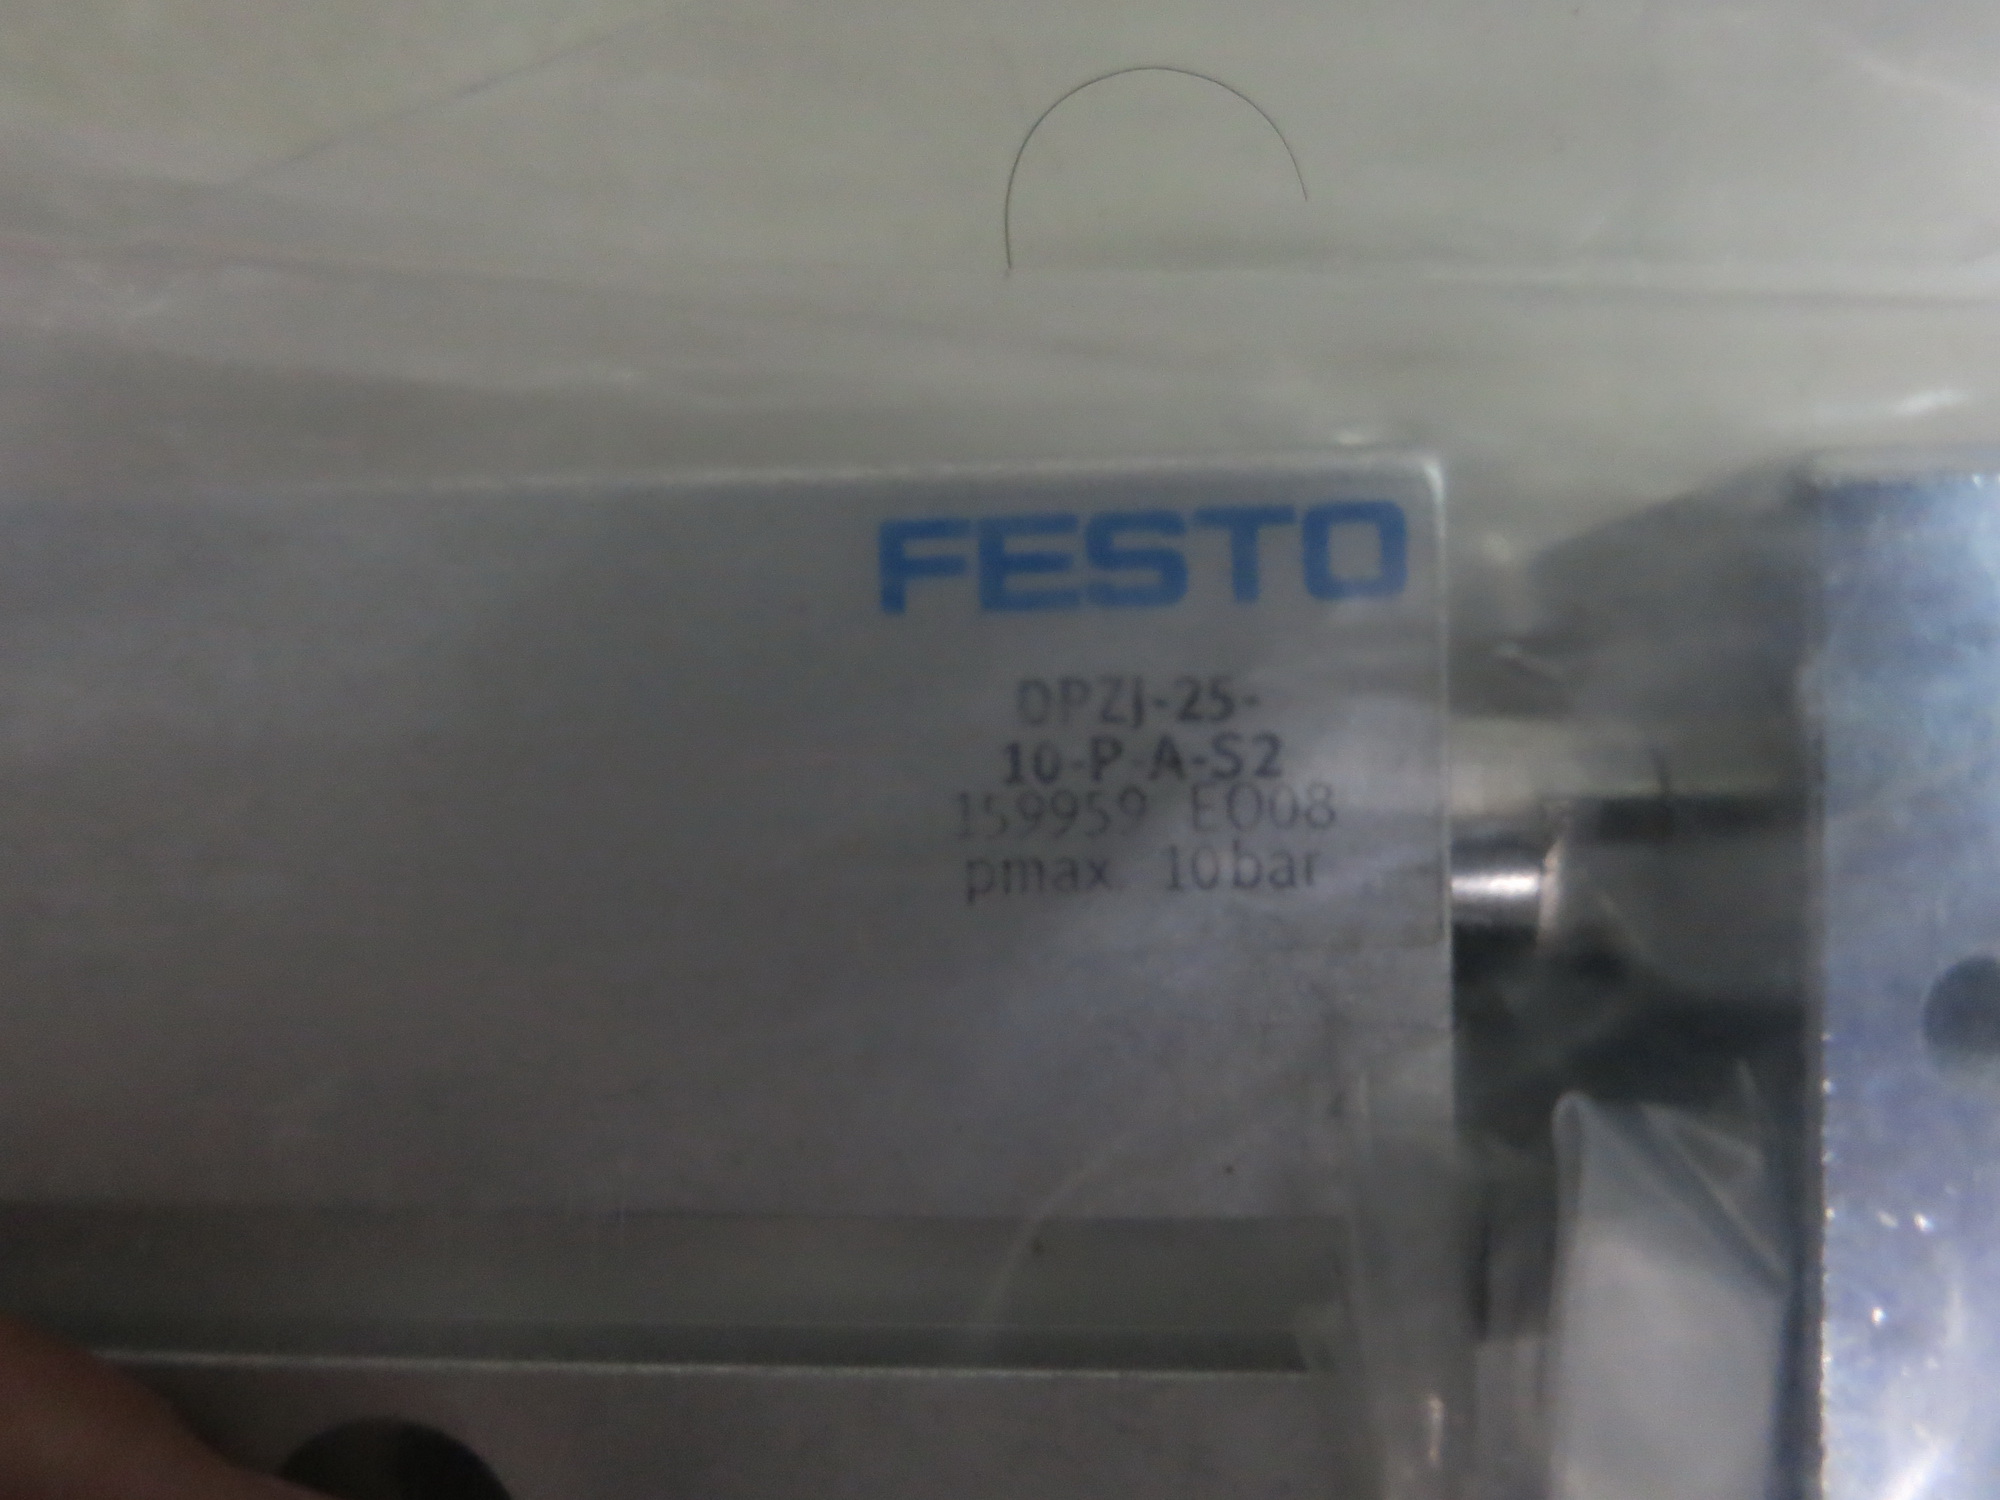 FESTO
DPZJ-25-
10-P-A-S2
159959 E008
pmax. 10bar